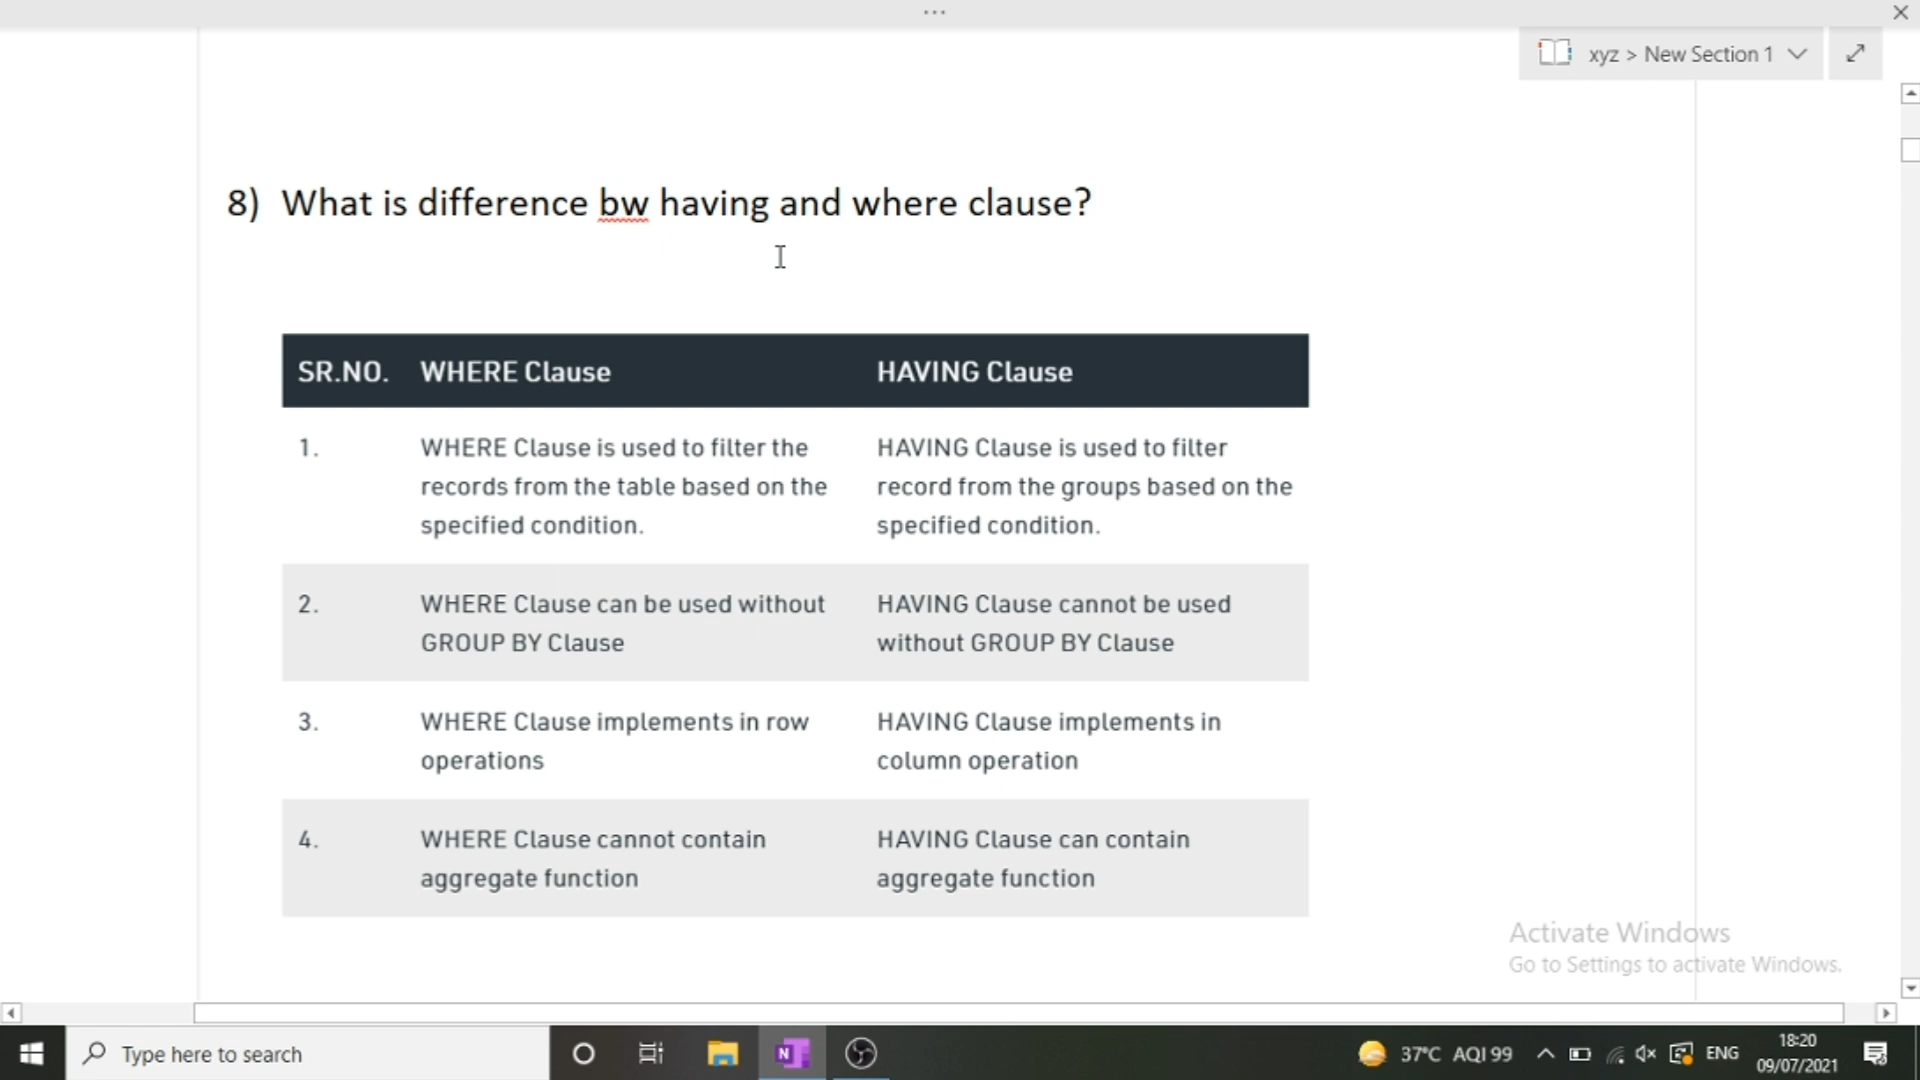 xyz > New Section 1
8) What is difference bw having and where clause?
SR.NO. WHERE Clause HAVING Clause
1. WHERE Clause is used to filter the HAVING Clause is used to filter
records from the table based on the record from the groups based on the
specified condition. specified condition.
2. WHERE Clause can be used without HAVING Clause cannot be used
GROUP BY Clause without GROUP BY Clause
3. WHERE Clause implements in row HAVING Clause implements in
operations column operation
4. WHERE Clause cannot contain HAVING Clause can contain
aggregate function aggregate function
Activate Windows
Go to Settings to activate Windows.
Type here to search
N
37°C AQI 99
ENG
18:20
09/07/2021